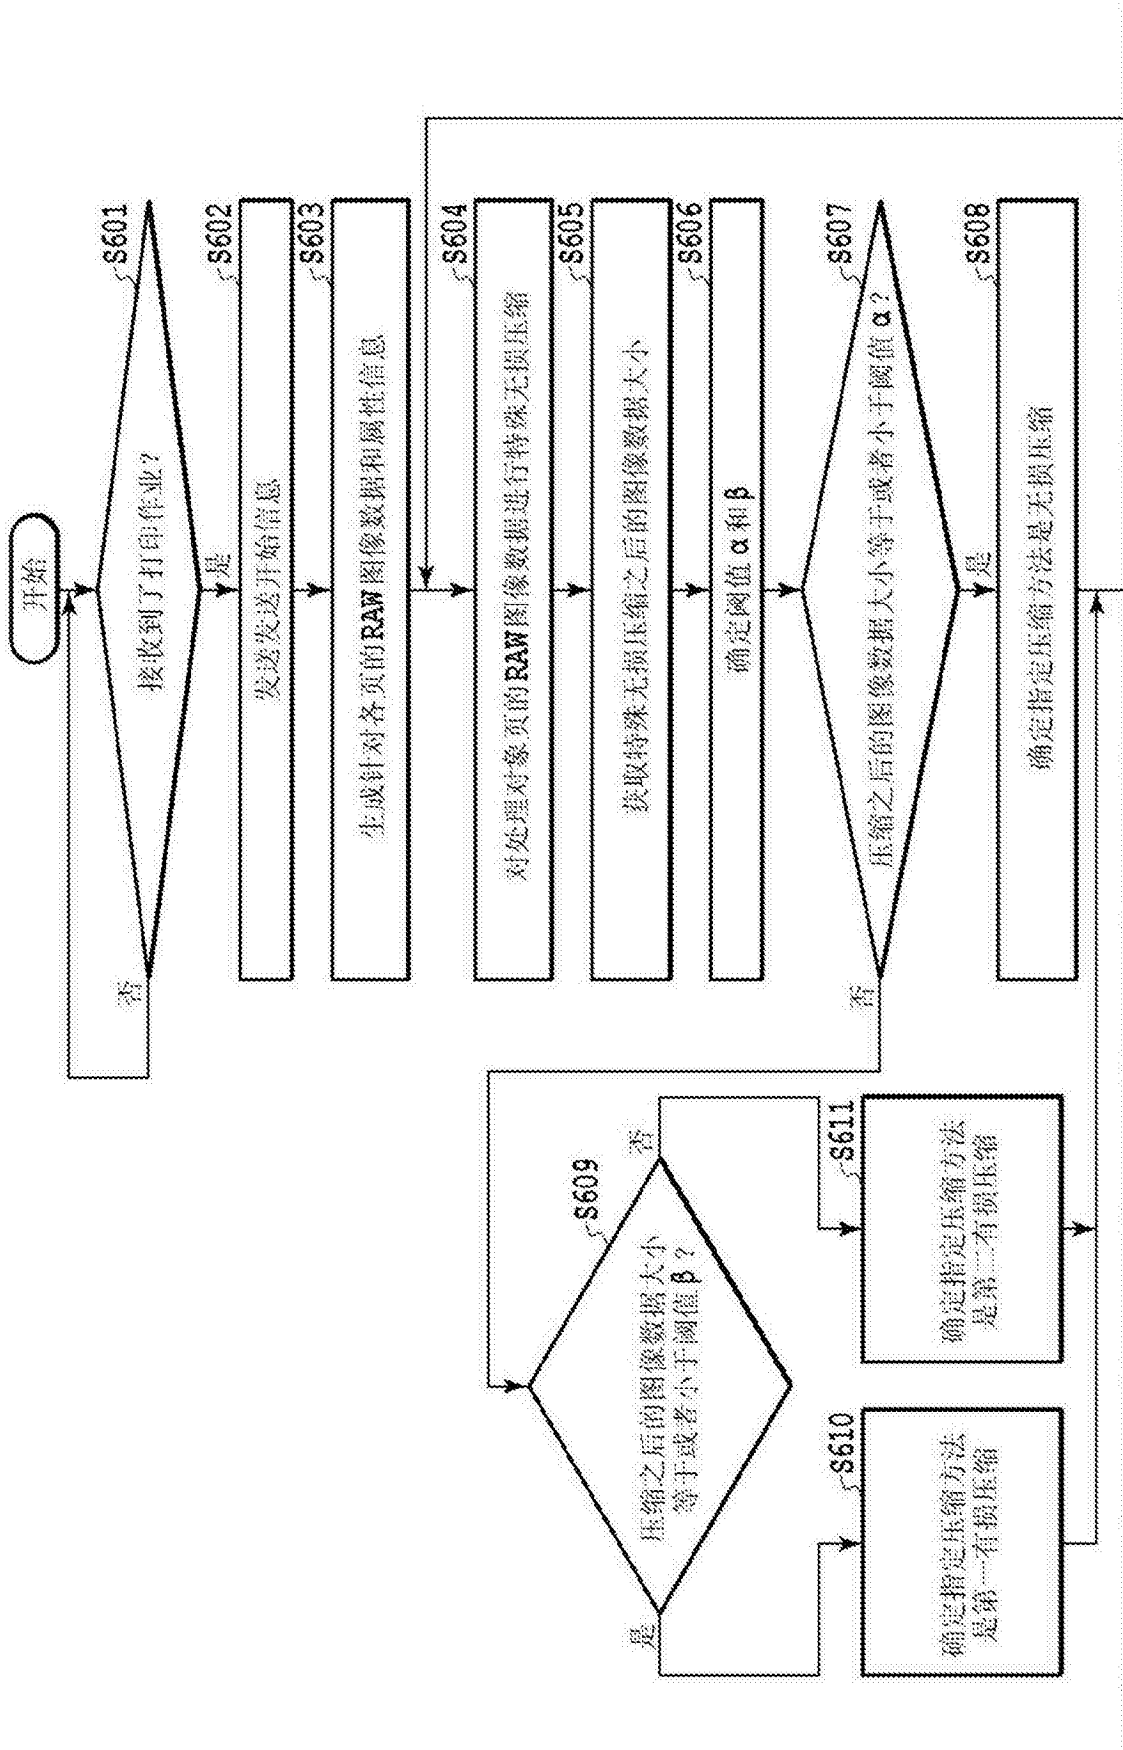 开始
S601
接收到了打印作业？
否
是
S602
发送发送开始信息
S603
生成针对各页的RAW图像数据和属性信息
S604
对处理对象页的RAW图像数据进行特殊无损压缩
S605
获取特殊无损压缩之后的图像数据大小
S606
确定阈值α和β
S607
压缩之后的图像数据大小等于或者小于阈值α？
否
是
S608
确定指定压缩方法是无损压缩
S609
压缩之后的图像数据大小
等于或者小于阈值β？
是
否
S610
确定指定压缩方法
是第一有损压缩
S611
确定指定压缩方法
是第二有损压缩